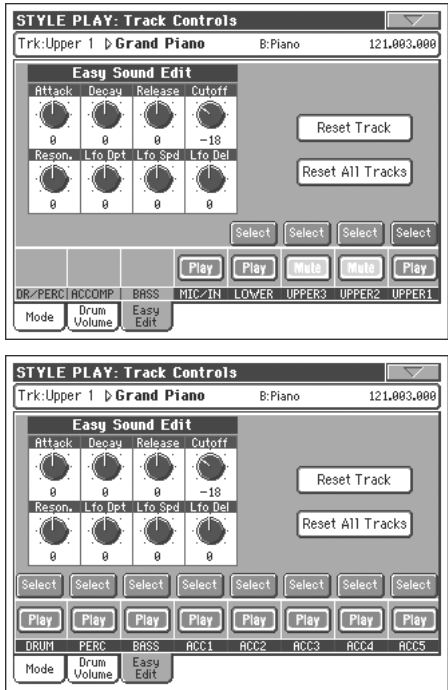 STYLE PLAY: Track Controls
Trk:Upper 1 ▷Grand Piano B:Piano 121.003.000
Easy Sound Edit
Attack Decay Release Cutoff
0 0 0 -18
Reset Track
Reson. Lfo Dpt Lfo Spd Lfo Del
Reset All Tracks
0 0 0 0
Select Select Select Select
Play Play Mute Mute Play
DR/PERC ACCOMP BASS MIC/IN LOWER UPPER3 UPPER2 UPPER1
Mode Drum Volume Easy Edit
STYLE PLAY: Track Controls
Trk:Upper 1 ▷Grand Piano B:Piano 121.003.000
Easy Sound Edit
Attack Decay Release Cutoff
0 0 0 -18
Reset Track
Reson. Lfo Dpt Lfo Spd Lfo Del
Reset All Tracks
0 0 0 0
Select Select Select Select Select Select Select Select
Play Play Play Play Play Play Play Play
DRUM PERC BASS ACC1 ACC2 ACC3 ACC4 ACC5
Mode Drum Volume Easy Edit